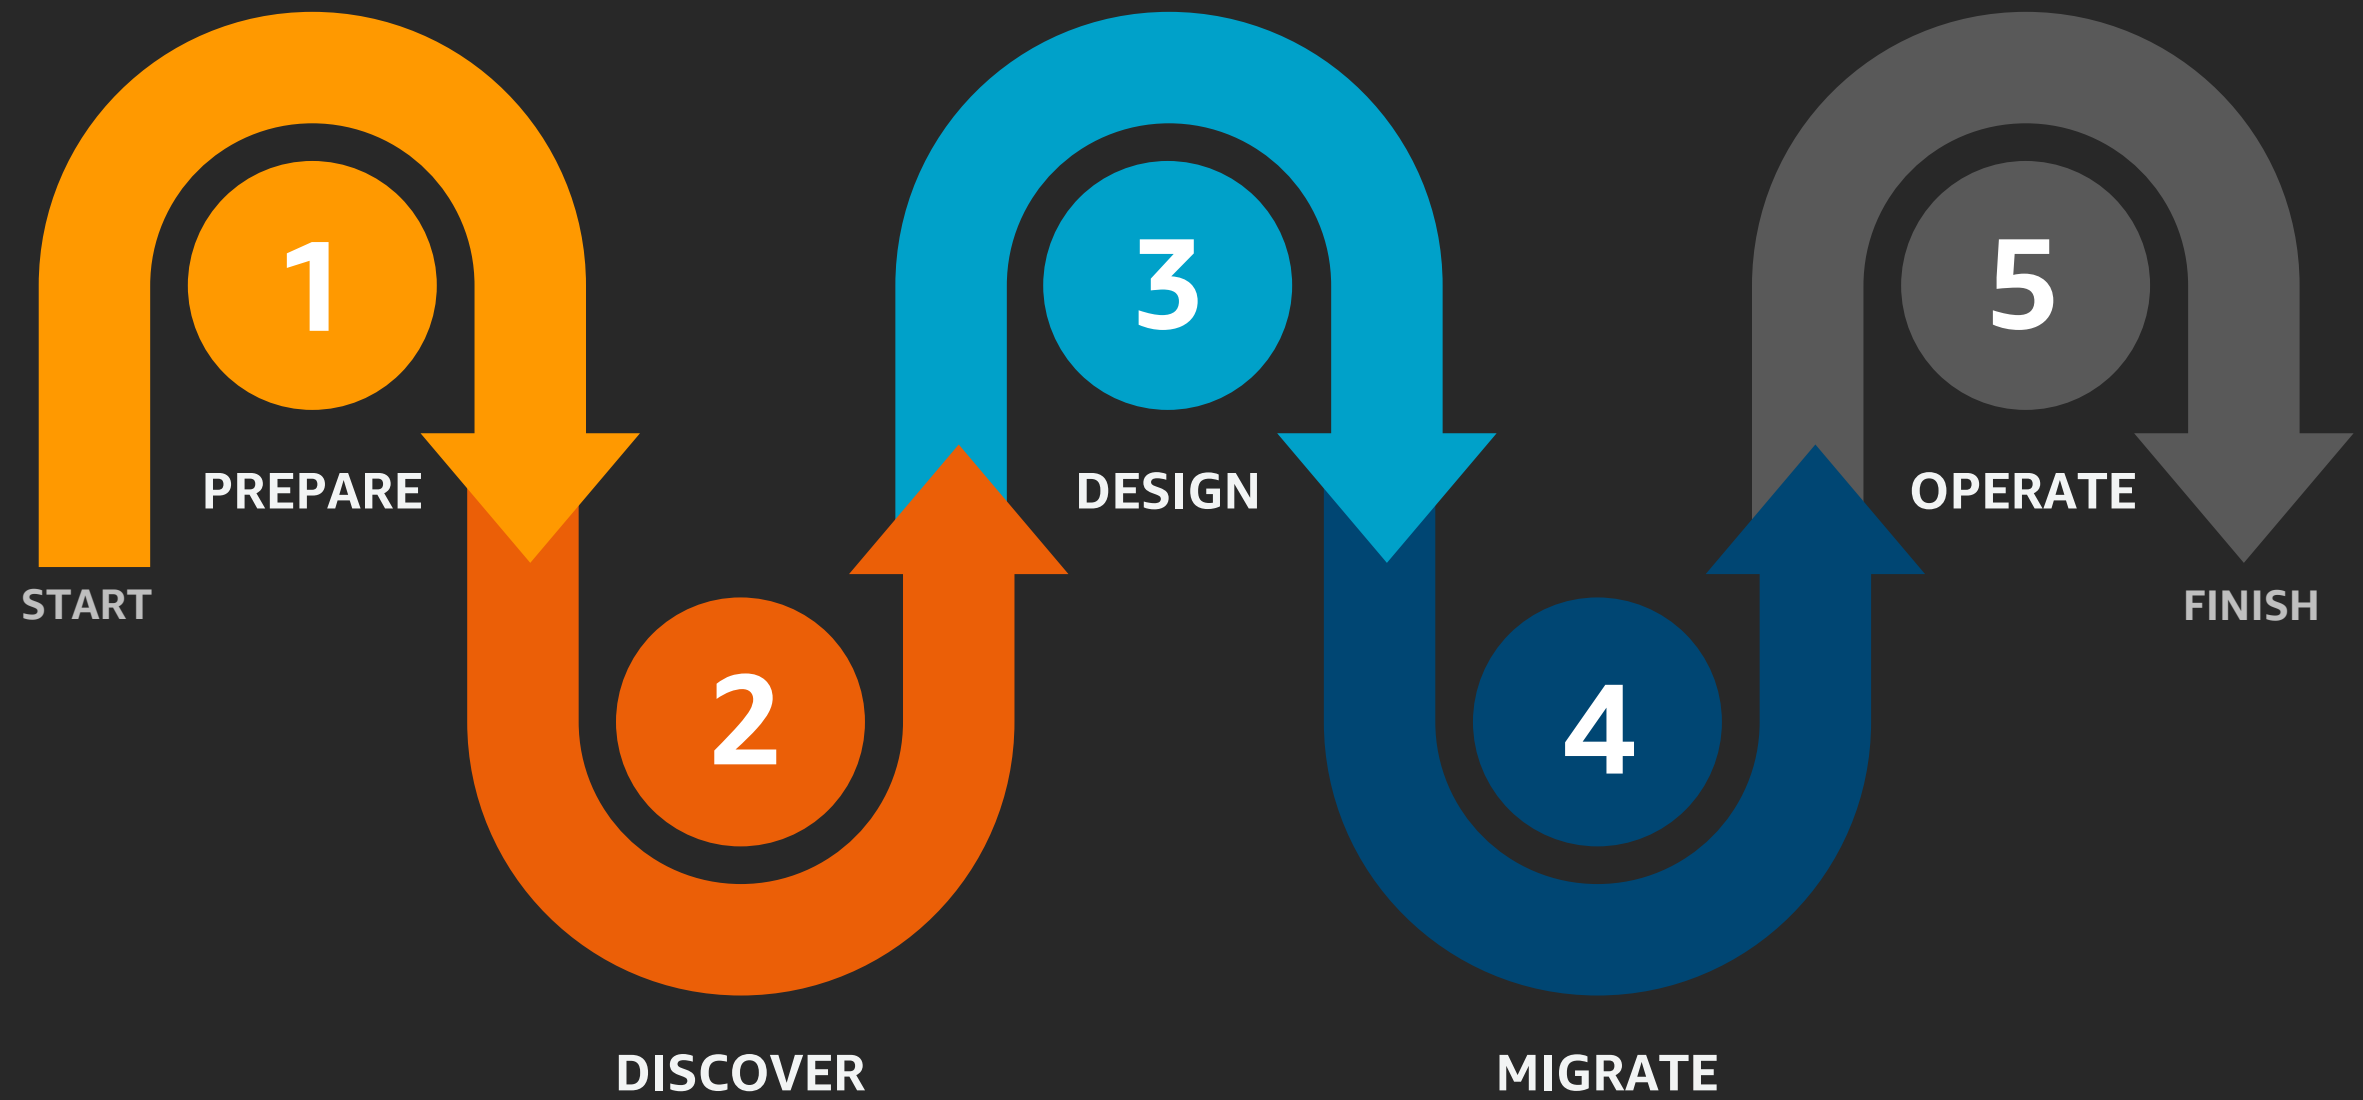 1
PREPARE
START
2
DISCOVER
3
DESIGN
4
MIGRATE
5
OPERATE
FINISH